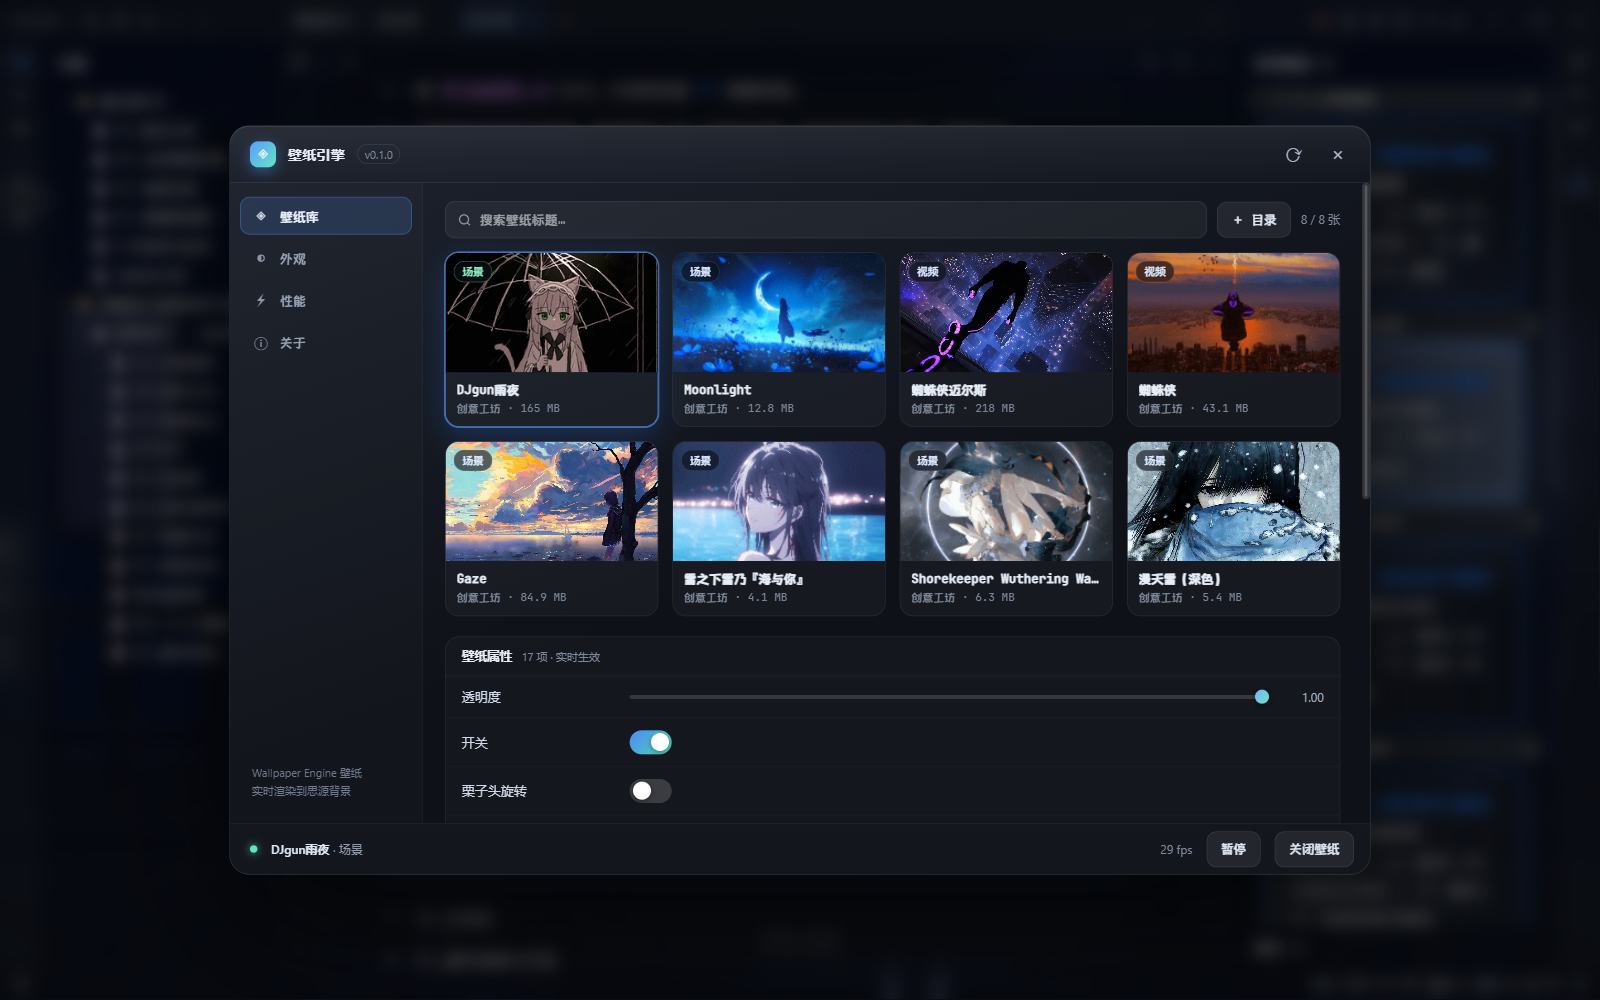 壁纸引擎 v0.1.0
壁纸库
外观
性能
关于
Wallpaper Engine 壁纸
实时渲染到思源背景
搜索壁纸标题…
+ 目录
8 / 8 张
场景
DJgun雨夜
创意工坊 · 165 MB
场景
Moonlight
创意工坊 · 12.8 MB
视频
蜘蛛侠迈尔斯
创意工坊 · 218 MB
视频
蜘蛛侠
创意工坊 · 43.1 MB
场景
Gaze
创意工坊 · 84.9 MB
场景
雪之下雪乃『海与你』
创意工坊 · 4.1 MB
场景
Shorekeeper Wuthering Wa…
创意工坊 · 6.3 MB
场景
漫天雪 (深色)
创意工坊 · 5.4 MB
壁纸属性 17 项 · 实时生效
透明度 1.00
开关
栗子头旋转
DJgun雨夜 · 场景
29 fps
暂停
关闭壁纸